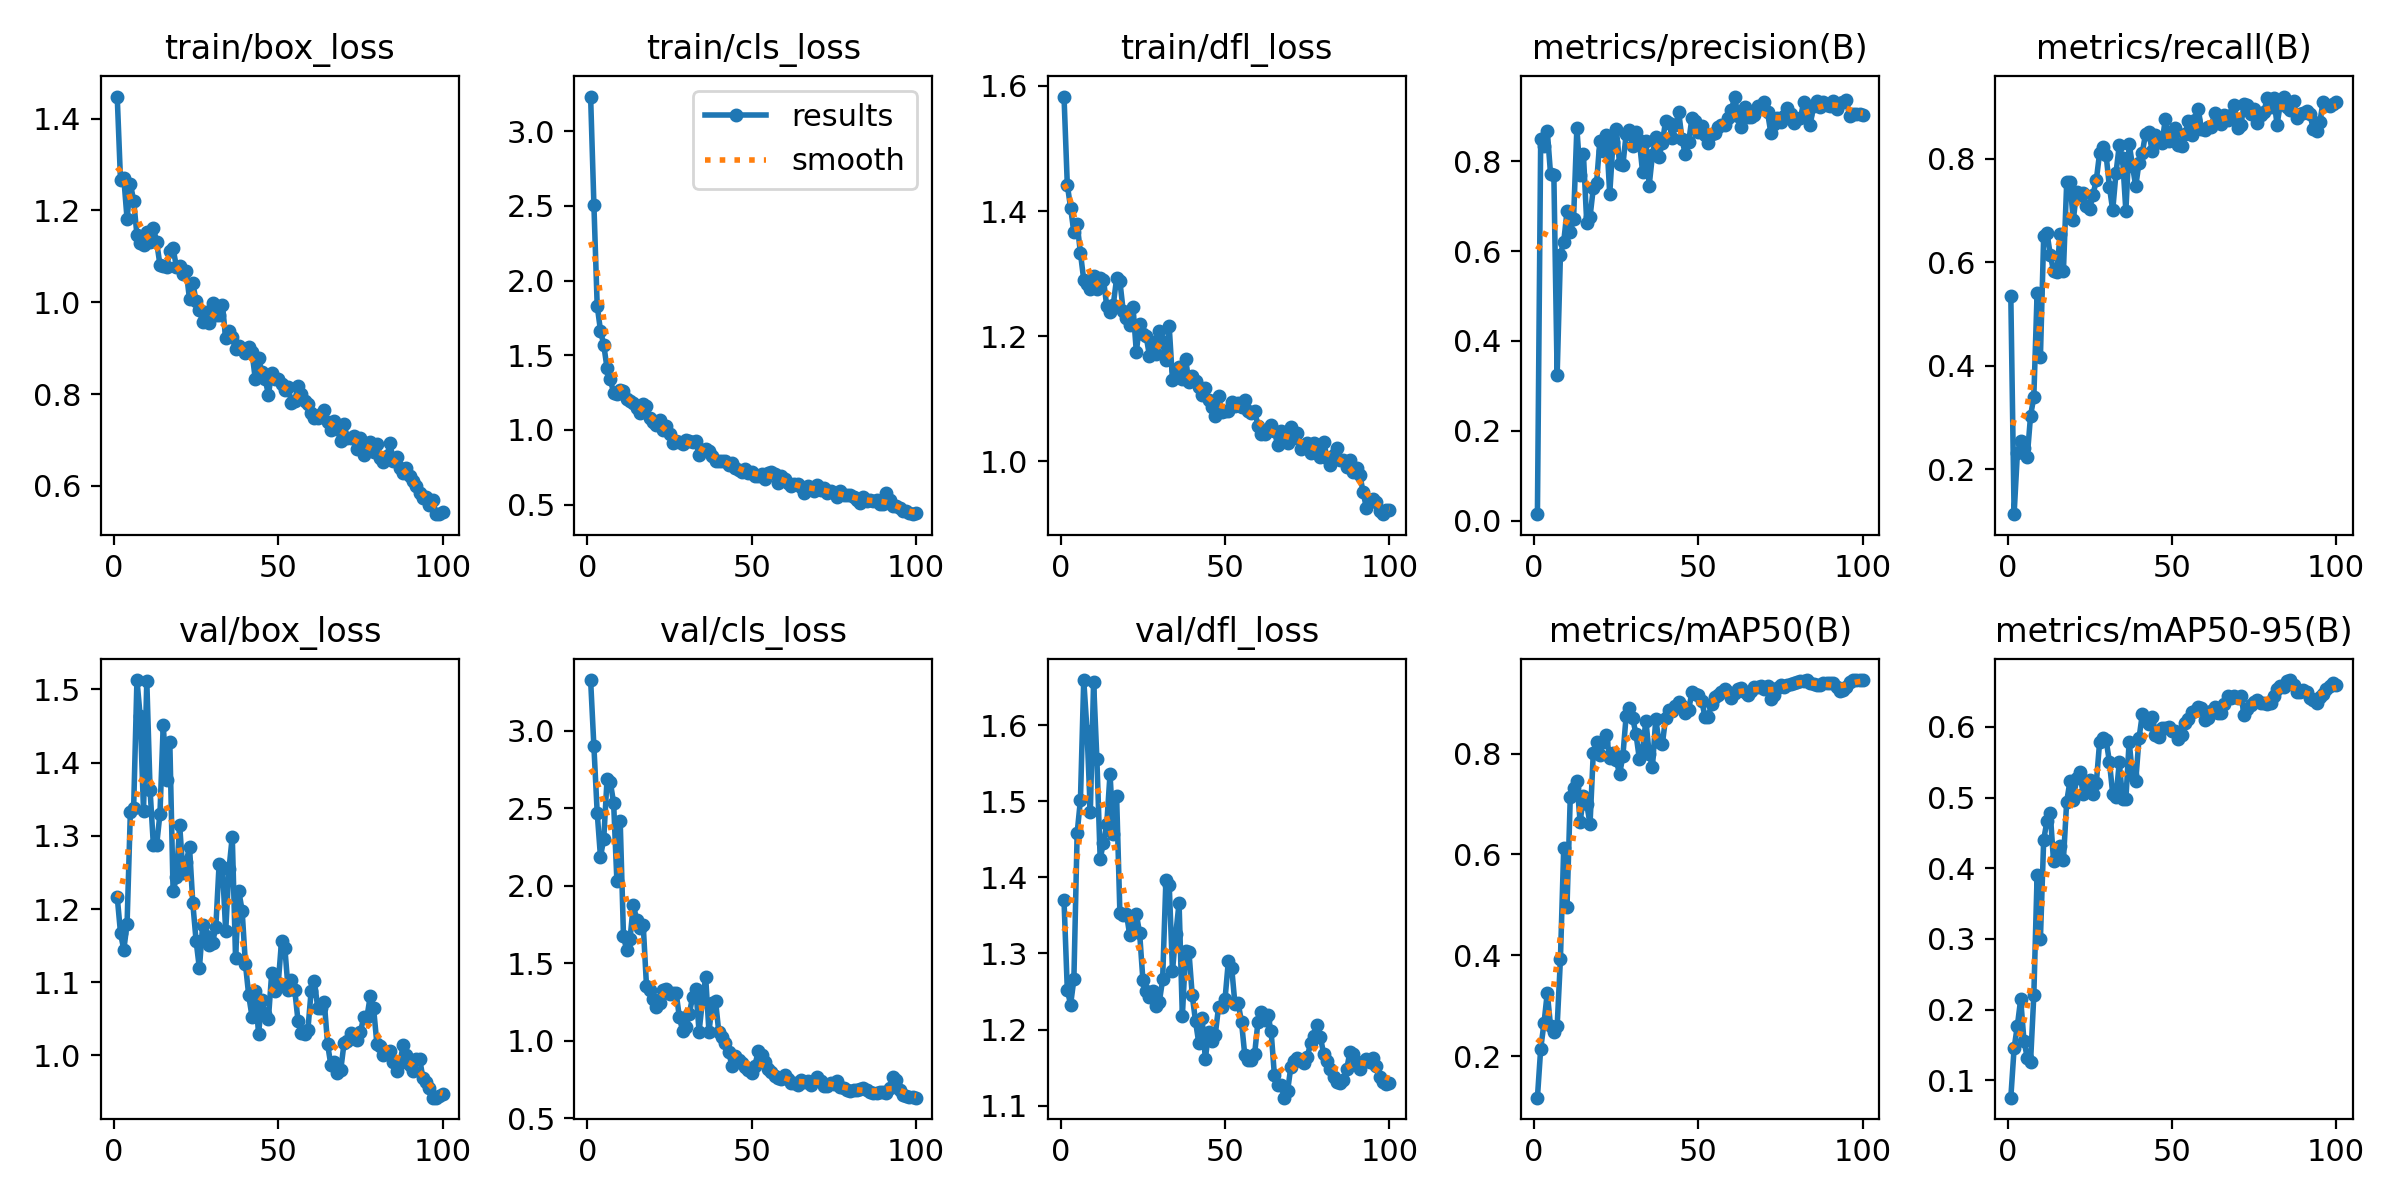 train/box_loss
1.4
1.2
1.0
0.8
0.6
0 50 100
train/cls_loss
results
smooth
3.0
2.5
2.0
1.5
1.0
0.5
0 50 100
train/dfl_loss
1.6
1.4
1.2
1.0
0 50 100
metrics/precision(B)
0.8
0.6
0.4
0.2
0.0
0 50 100
metrics/recall(B)
0.8
0.6
0.4
0.2
0 50 100
val/box_loss
1.5
1.4
1.3
1.2
1.1
1.0
0 50 100
val/cls_loss
3.0
2.5
2.0
1.5
1.0
0.5
0 50 100
val/dfl_loss
1.6
1.5
1.4
1.3
1.2
1.1
0 50 100
metrics/mAP50(B)
0.8
0.6
0.4
0.2
0 50 100
metrics/mAP50-95(B)
0.6
0.5
0.4
0.3
0.2
0.1
0 50 100